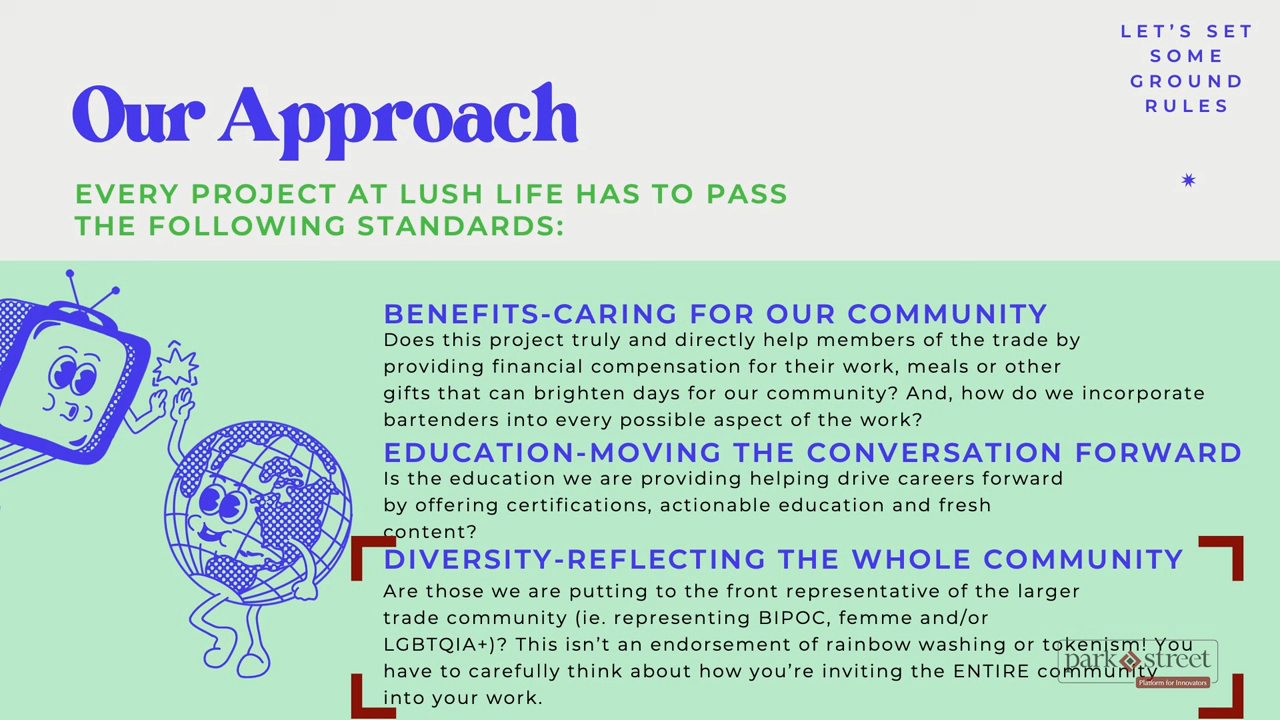 LET'S SET
SOME
GROUND
RULES
Our Approach
EVERY PROJECT AT LUSH LIFE HAS TO PASS
THE FOLLOWING STANDARDS:
BENEFITS-CARING FOR OUR COMMUNITY
Does this project truly and directly help members of the trade by
providing financial compensation for their work, meals or other
gifts that can brighten days for our community? And, how do we incorporate
bartenders into every possible aspect of the work?
EDUCATION-MOVING THE CONVERSATION FORWARD
Is the education we are providing helping drive careers forward
by offering certifications, actionable education and fresh
content?
DIVERSITY-REFLECTING THE WHOLE COMMUNITY
Are those we are putting to the front representative of the larger
trade community (ie. representing BIPOC, femme and/or
LGBTQIA+)? This isn't an endorsement of rainbow washing or tokenism! You
have to carefully think about how you're inviting the ENTIRE community
into your work.
park street
Platform for Innovators